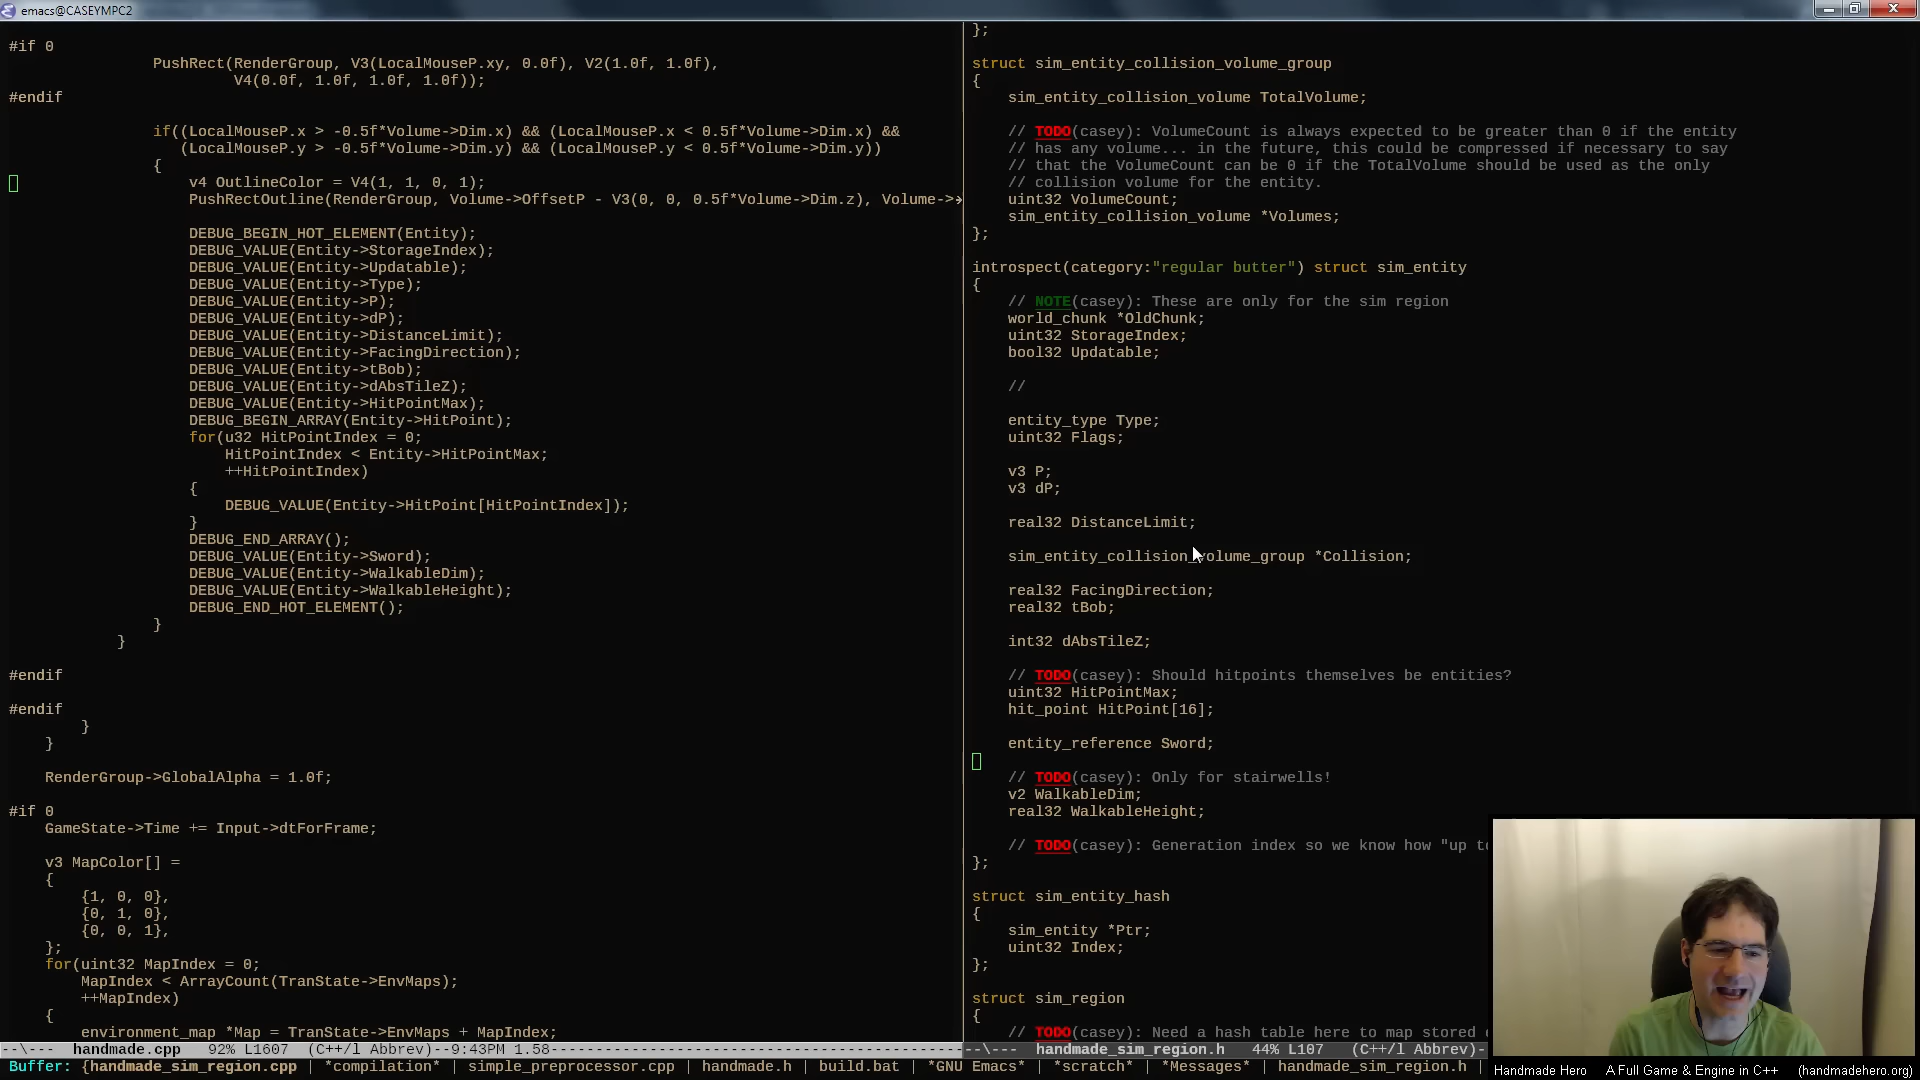 emacs@CASEYMPC2
#if 0
PushRect(RenderGroup, V3(LocalMouseP.xy, 0.0f), V2(1.0f, 1.0f),
V4(0.0f, 1.0f, 1.0f, 1.0f));
#endif
if((LocalMouseP.x > -0.5f*Volume->Dim.x) && (LocalMouseP.x < 0.5f*Volume->Dim.x) &&
(LocalMouseP.y > -0.5f*Volume->Dim.y) && (LocalMouseP.y < 0.5f*Volume->Dim.y))
{
v4 OutlineColor = V4(1, 1, 0, 1);
PushRectOutline(RenderGroup, Volume->OffsetP - V3(0, 0, 0.5f*Volume->Dim.z), Volume->
DEBUG_BEGIN_HOT_ELEMENT(Entity);
DEBUG_VALUE(Entity->StorageIndex);
DEBUG_VALUE(Entity->Updatable);
DEBUG_VALUE(Entity->Type);
DEBUG_VALUE(Entity->P);
DEBUG_VALUE(Entity->dP);
DEBUG_VALUE(Entity->DistanceLimit);
DEBUG_VALUE(Entity->FacingDirection);
DEBUG_VALUE(Entity->tBob);
DEBUG_VALUE(Entity->dAbsTileZ);
DEBUG_VALUE(Entity->HitPointMax);
DEBUG_BEGIN_ARRAY(Entity->HitPoint);
for(u32 HitPointIndex = 0;
HitPointIndex < Entity->HitPointMax;
++HitPointIndex)
{
DEBUG_VALUE(Entity->HitPoint[HitPointIndex]);
}
DEBUG_END_ARRAY();
DEBUG_VALUE(Entity->Sword);
DEBUG_VALUE(Entity->WalkableDim);
DEBUG_VALUE(Entity->WalkableHeight);
DEBUG_END_HOT_ELEMENT();
}
}
#endif
#endif
}
}
RenderGroup->GlobalAlpha = 1.0f;
#if 0
GameState->Time += Input->dtForFrame;
v3 MapColor[] =
{
{1, 0, 0},
{0, 1, 0},
{0, 0, 1},
};
for(uint32 MapIndex = 0;
MapIndex < ArrayCount(TranState->EnvMaps);
++MapIndex)
{
environment_map *Map = TranState->EnvMaps + MapIndex;
--\--- handmade.cpp 92% L1607 (C++/l Abbrev)--9:43PM 1.58
};
struct sim_entity_collision_volume_group
{
sim_entity_collision_volume TotalVolume;
// TODO(casey): VolumeCount is always expected to be greater than 0 if the entity
// has any volume... in the future, this could be compressed if necessary to say
// that the VolumeCount can be 0 if the TotalVolume should be used as the only
// collision volume for the entity.
uint32 VolumeCount;
sim_entity_collision_volume *Volumes;
};
introspect(category:"regular butter") struct sim_entity
{
// NOTE(casey): These are only for the sim region
world_chunk *OldChunk;
uint32 StorageIndex;
bool32 Updatable;
//
entity_type Type;
uint32 Flags;
v3 P;
v3 dP;
real32 DistanceLimit;
sim_entity_collision_volume_group *Collision;
real32 FacingDirection;
real32 tBob;
int32 dAbsTileZ;
// TODO(casey): Should hitpoints themselves be entities?
uint32 HitPointMax;
hit_point HitPoint[16];
entity_reference Sword;
// TODO(casey): Only for stairwells!
v2 WalkableDim;
real32 WalkableHeight;
// TODO(casey): Generation index so we know how "up to
};
struct sim_entity_hash
{
sim_entity *Ptr;
uint32 Index;
};
struct sim_region
{
// TODO(casey): Need a hash table here to map stored
--\--- handmade_sim_region.h 44% L107 (C++/l Abbrev)-
Buffer: {handmade_sim_region.cpp | *compilation* | simple_preprocessor.cpp | handmade.h | build.bat | *GNU Emacs* | *scratch* | *Messages* | handmade_sim_region.h |
Handmade Hero A Full Game & Engine in C++ (handmadehero.org)